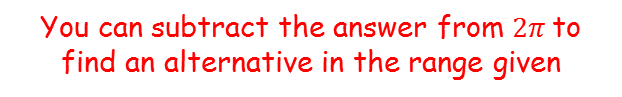 You can subtract the answer from 2π to
find an alternative in the range given